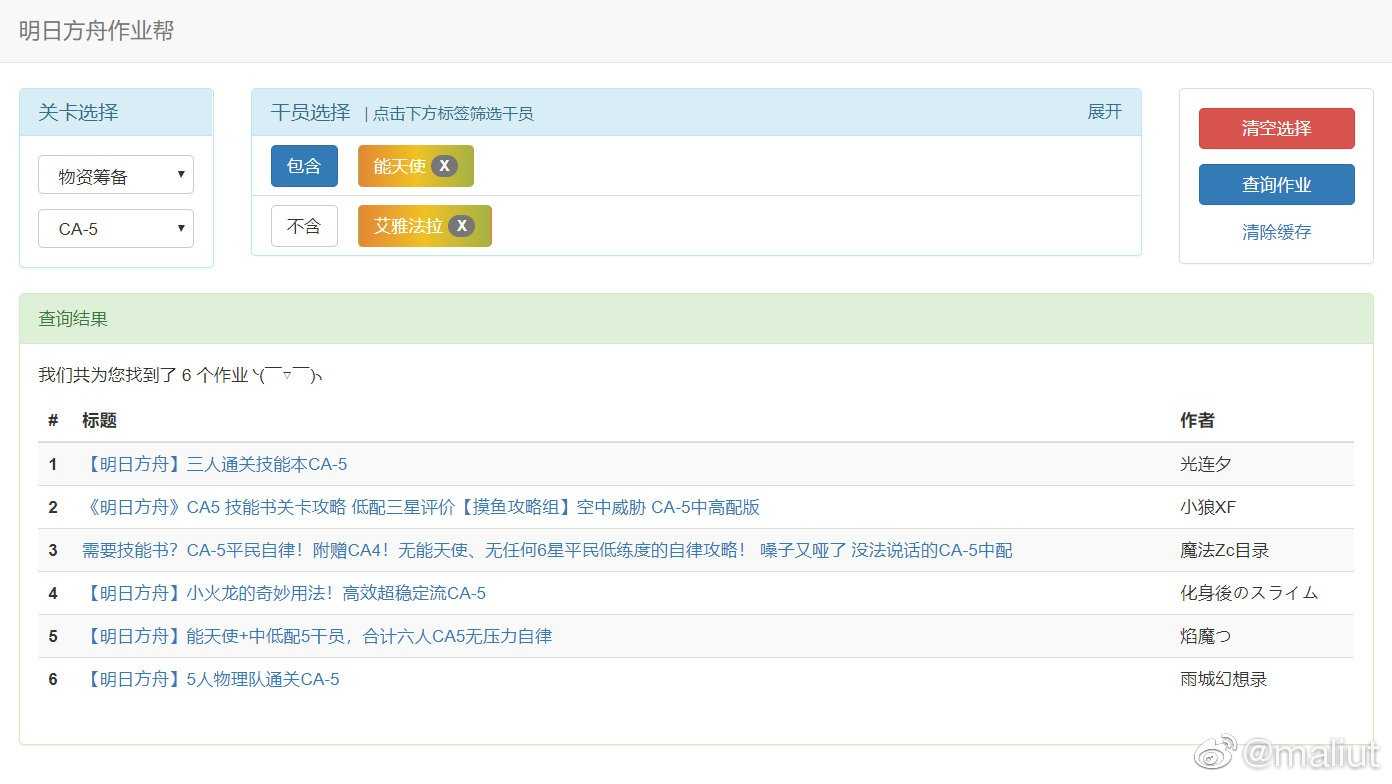 明日方舟作业帮
关卡选择
物资筹备
CA-5
干员选择 | 点击下方标签筛选干员 展开
包含 能天使 X
不含 艾雅法拉 X
清空选择
查询作业
清除缓存
查询结果
我们共为您找到了 6 个作业ヽ(￣▽￣)ノ
# 标题 作者
1 【明日方舟】三人通关技能本CA-5 光连夕
2 《明日方舟》CA5 技能书关卡攻略 低配三星评价【摸鱼攻略组】空中威胁 CA-5中高配版 小狼XF
3 需要技能书？CA-5平民自律！附赠CA4！无能天使、无任何6星平民低练度的自律攻略！ 嗓子又哑了 没法说话的CA-5中配 魔法Zc目录
4 【明日方舟】小火龙的奇妙用法！高效超稳定流CA-5 化身後のスライム
5 【明日方舟】能天使+中低配5干员，合计六人CA5无压力自律 焰魔つ
6 【明日方舟】5人物理队通关CA-5 雨城幻想录
@maliut